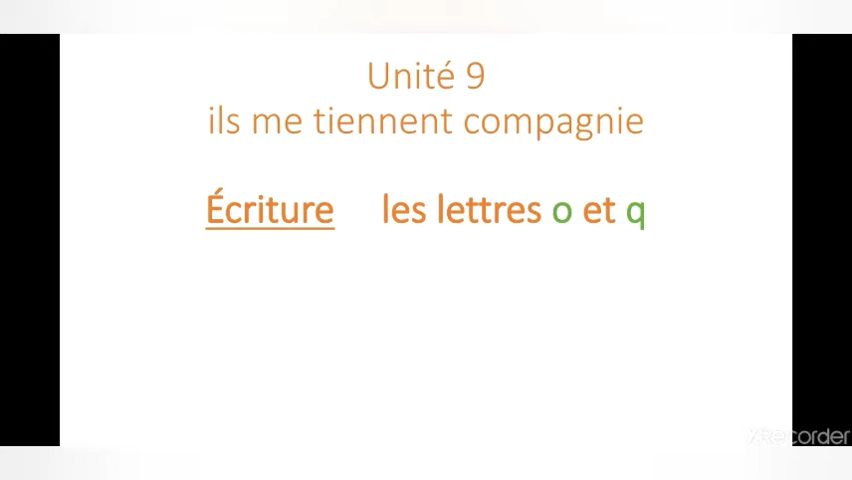 Unité 9
ils me tiennent compagnie
Écriture les lettres o et q
XRecorder